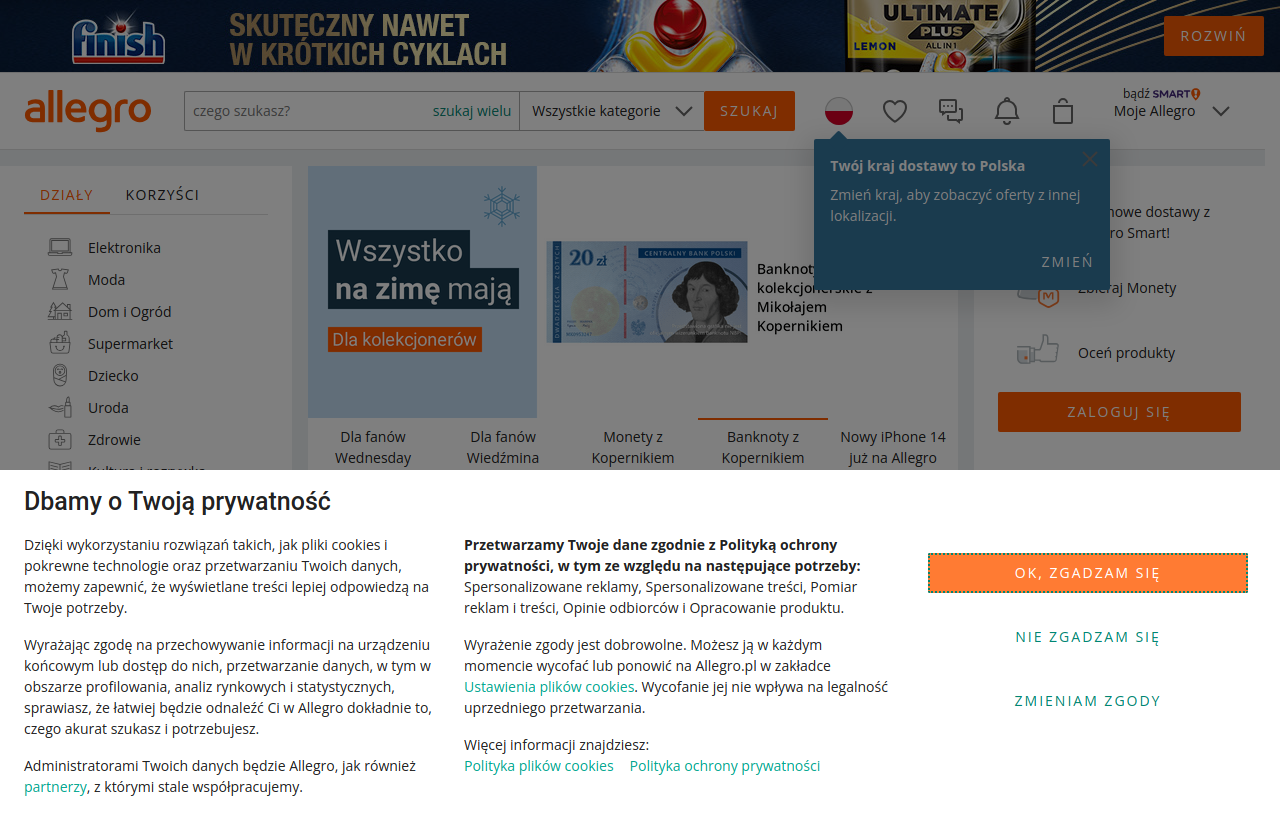 finish
SKUTECZNY NAWET
W KRÓTKICH CYKLACH
ULTIMATE
PLUS
ALL IN 1
LEMON
ROZWIŃ
allegro
czego szukasz?
szukaj wielu
Wszystkie kategorie
SZUKAJ
bądź SMART!
Moje Allegro
Twój kraj dostawy to Polska
Zmień kraj, aby zobaczyć oferty z innej
lokalizacji.
ZMIEŃ
DZIAŁY
KORZYŚCI
Elektronika
Moda
Dom i Ogród
Supermarket
Dziecko
Uroda
Zdrowie
Wszystko
na zimę mają
Dla kolekcjonerów
20 zł
CENTRALNY BANK POLSKI
DWADZIEŚCIA ZŁOTYCH
kolekcjonerskie z
Mikołajem
Kopernikiem
dostawy z
Smart!
Zbieraj Monety
Oceń produkty
ZALOGUJ SIĘ
Dla fanów
Wednesday
Dla fanów
Wiedźmina
Monety z
Kopernikiem
Banknoty z
Kopernikiem
Nowy iPhone 14
już na Allegro
Dbamy o Twoją prywatność
Dzięki wykorzystaniu rozwiązań takich, jak pliki cookies i
pokrewne technologie oraz przetwarzaniu Twoich danych,
możemy zapewnić, że wyświetlane treści lepiej odpowiedzą na
Twoje potrzeby.
Wyrażając zgodę na przechowywanie informacji na urządzeniu
końcowym lub dostęp do nich, przetwarzanie danych, w tym w
obszarze profilowania, analiz rynkowych i statystycznych,
sprawiasz, że łatwiej będzie odnaleźć Ci w Allegro dokładnie to,
czego akurat szukasz i potrzebujesz.
Administratorami Twoich danych będzie Allegro, jak również
partnerzy, z którymi stale współpracujemy.
Przetwarzamy Twoje dane zgodnie z Polityką ochrony
prywatności, w tym ze względu na następujące potrzeby:
Spersonalizowane reklamy, Spersonalizowane treści, Pomiar
reklam i treści, Opinie odbiorców i Opracowanie produktu.
Wyrażenie zgody jest dobrowolne. Możesz ją w każdym
momencie wycofać lub ponowić na Allegro.pl w zakładce
Ustawienia plików cookies. Wycofanie jej nie wpływa na legalność
uprzedniego przetwarzania.
Więcej informacji znajdziesz:
Polityka plików cookies Polityka ochrony prywatności
OK, ZGADZAM SIĘ
NIE ZGADZAM SIĘ
ZMIENIAM ZGODY